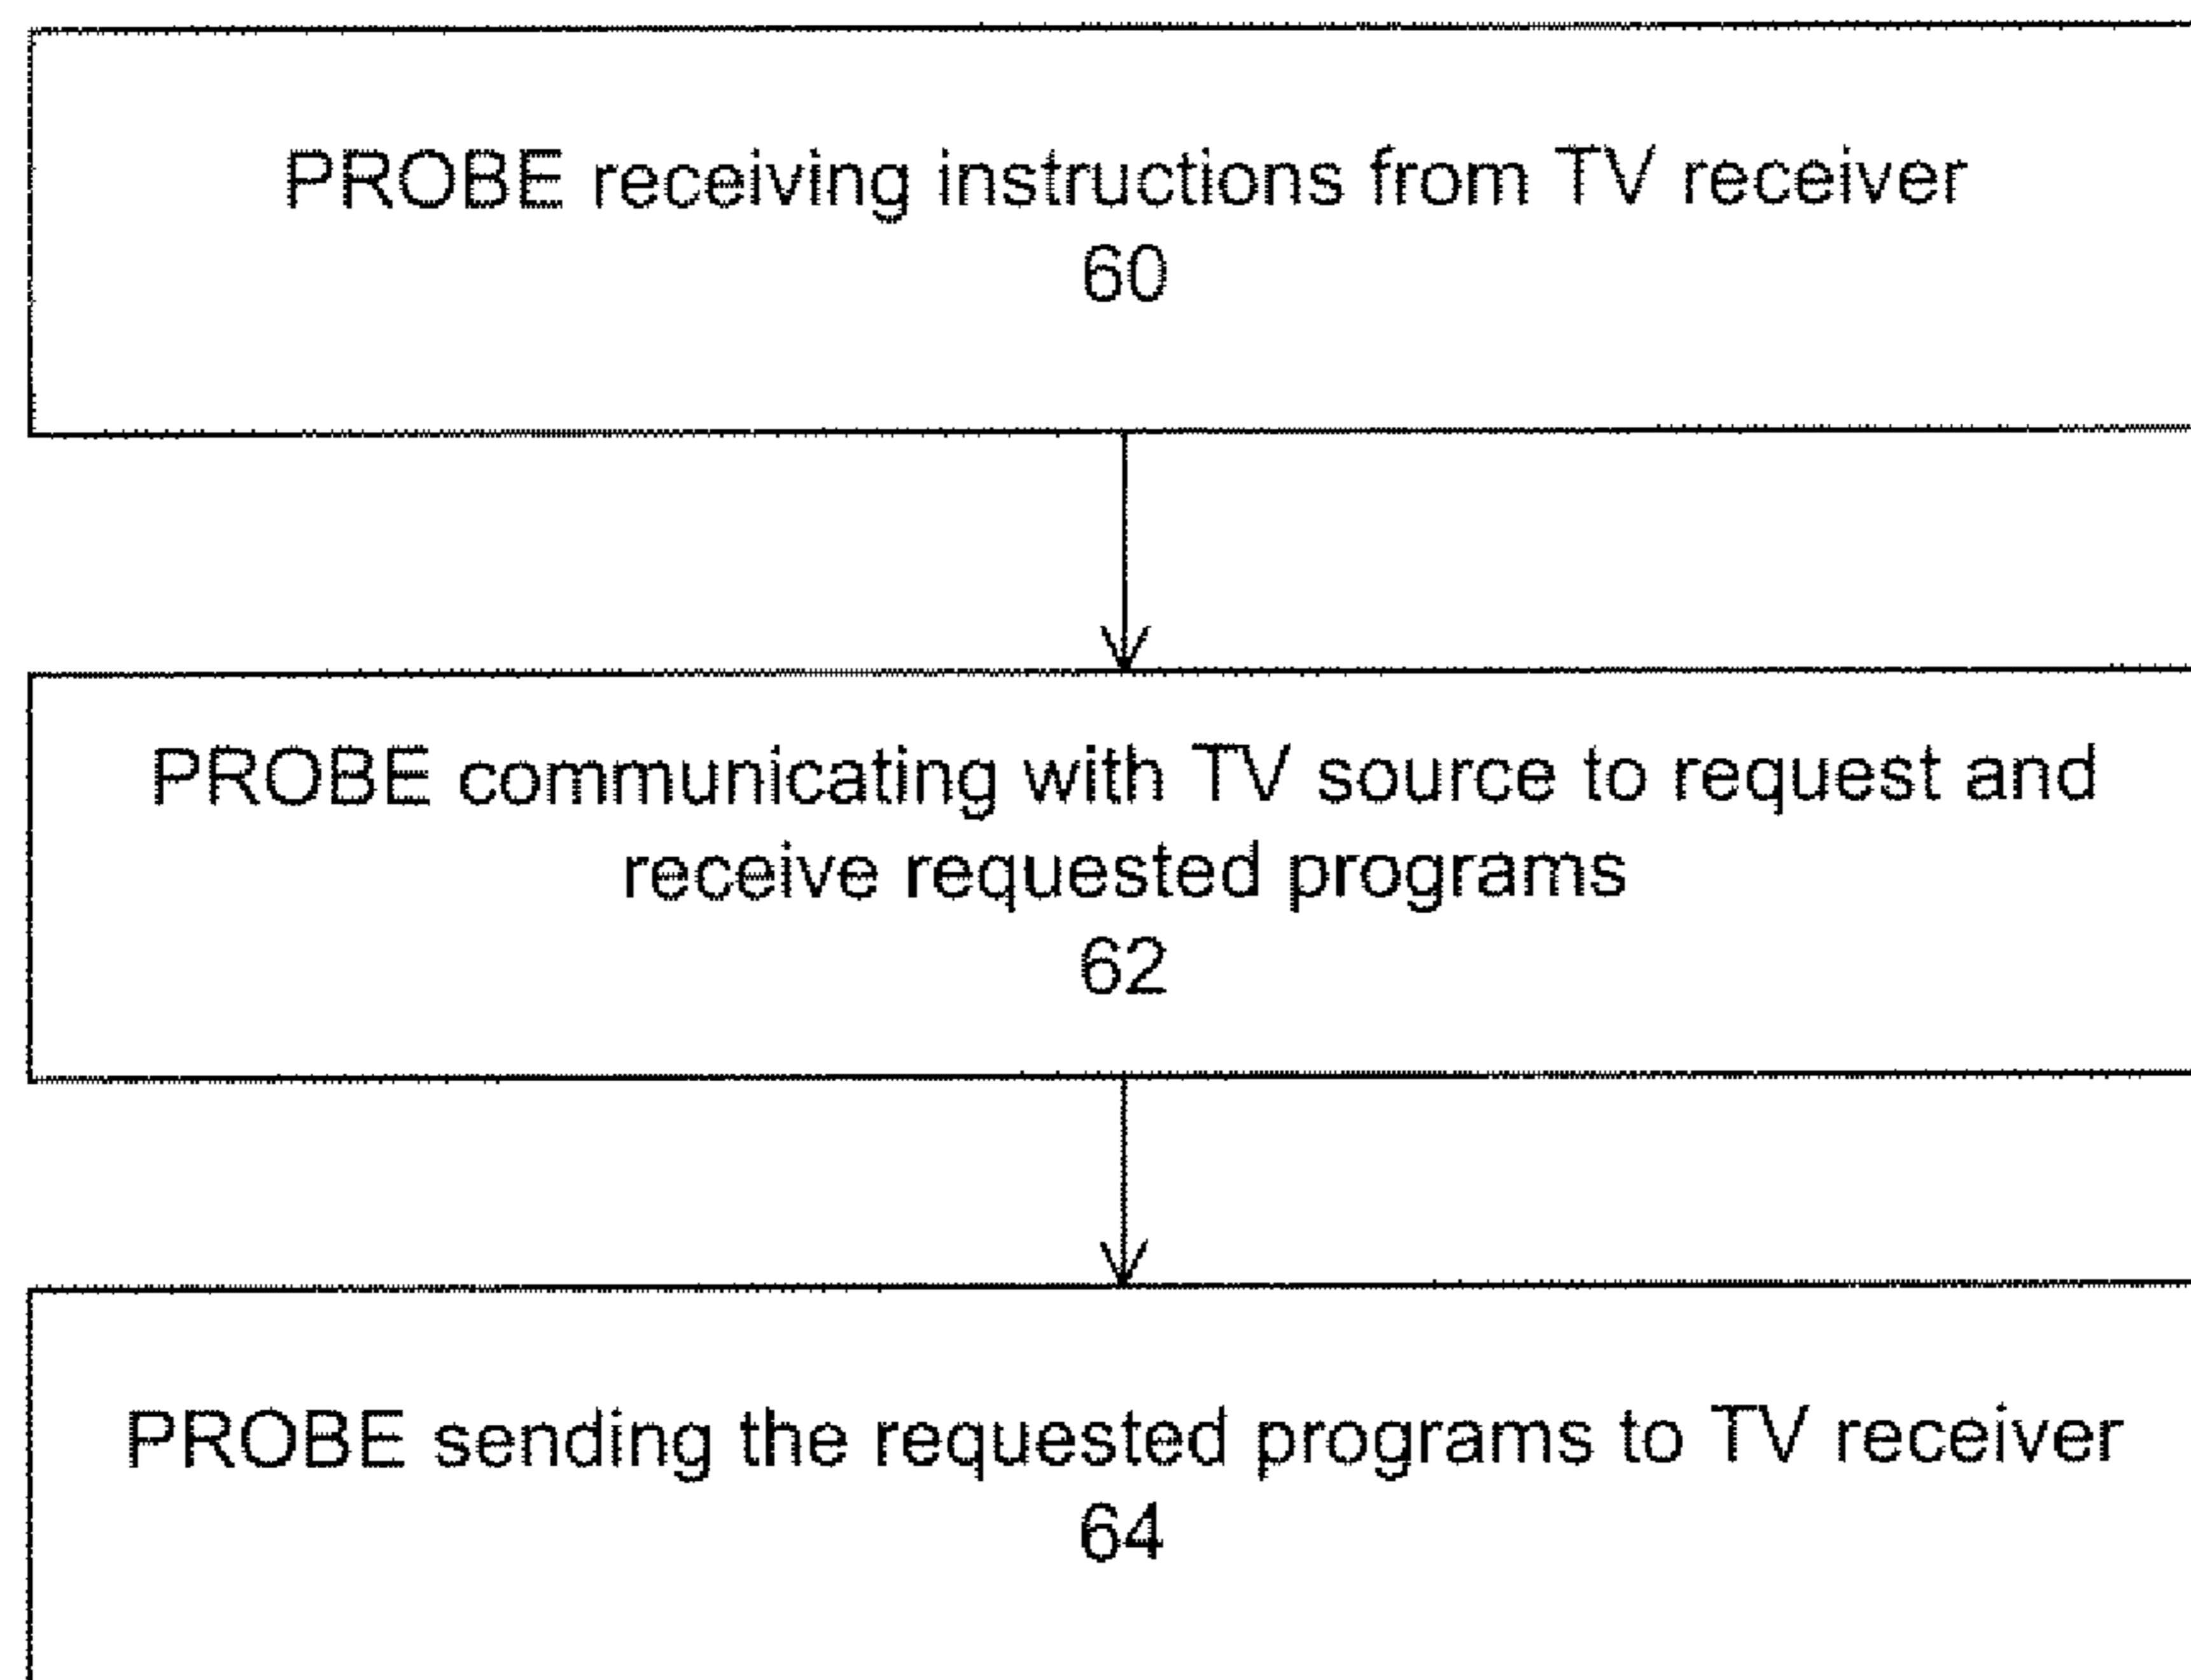 PROBE receiving instructions from TV receiver
60
PROBE communicating with TV source to request and
receive requested programs
62
PROBE sending the requested programs to TV receiver
64